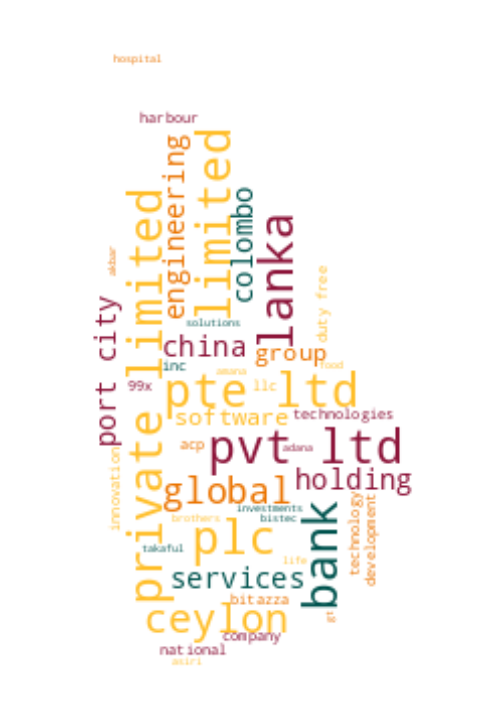 hospital
harbour
limited
engineering
private limited
colombo
lanka
akbar
duty free
port city
solutions
china
group
inc
food
amana
99x
llc
pte ltd
software
technologies
acp
pvt ltd
adana
innovation
holding
global
technology
development
investments
brothers
bistec
bank
plc
takaful
life
services
bitazza
gt
ceylon
company
national
asiri